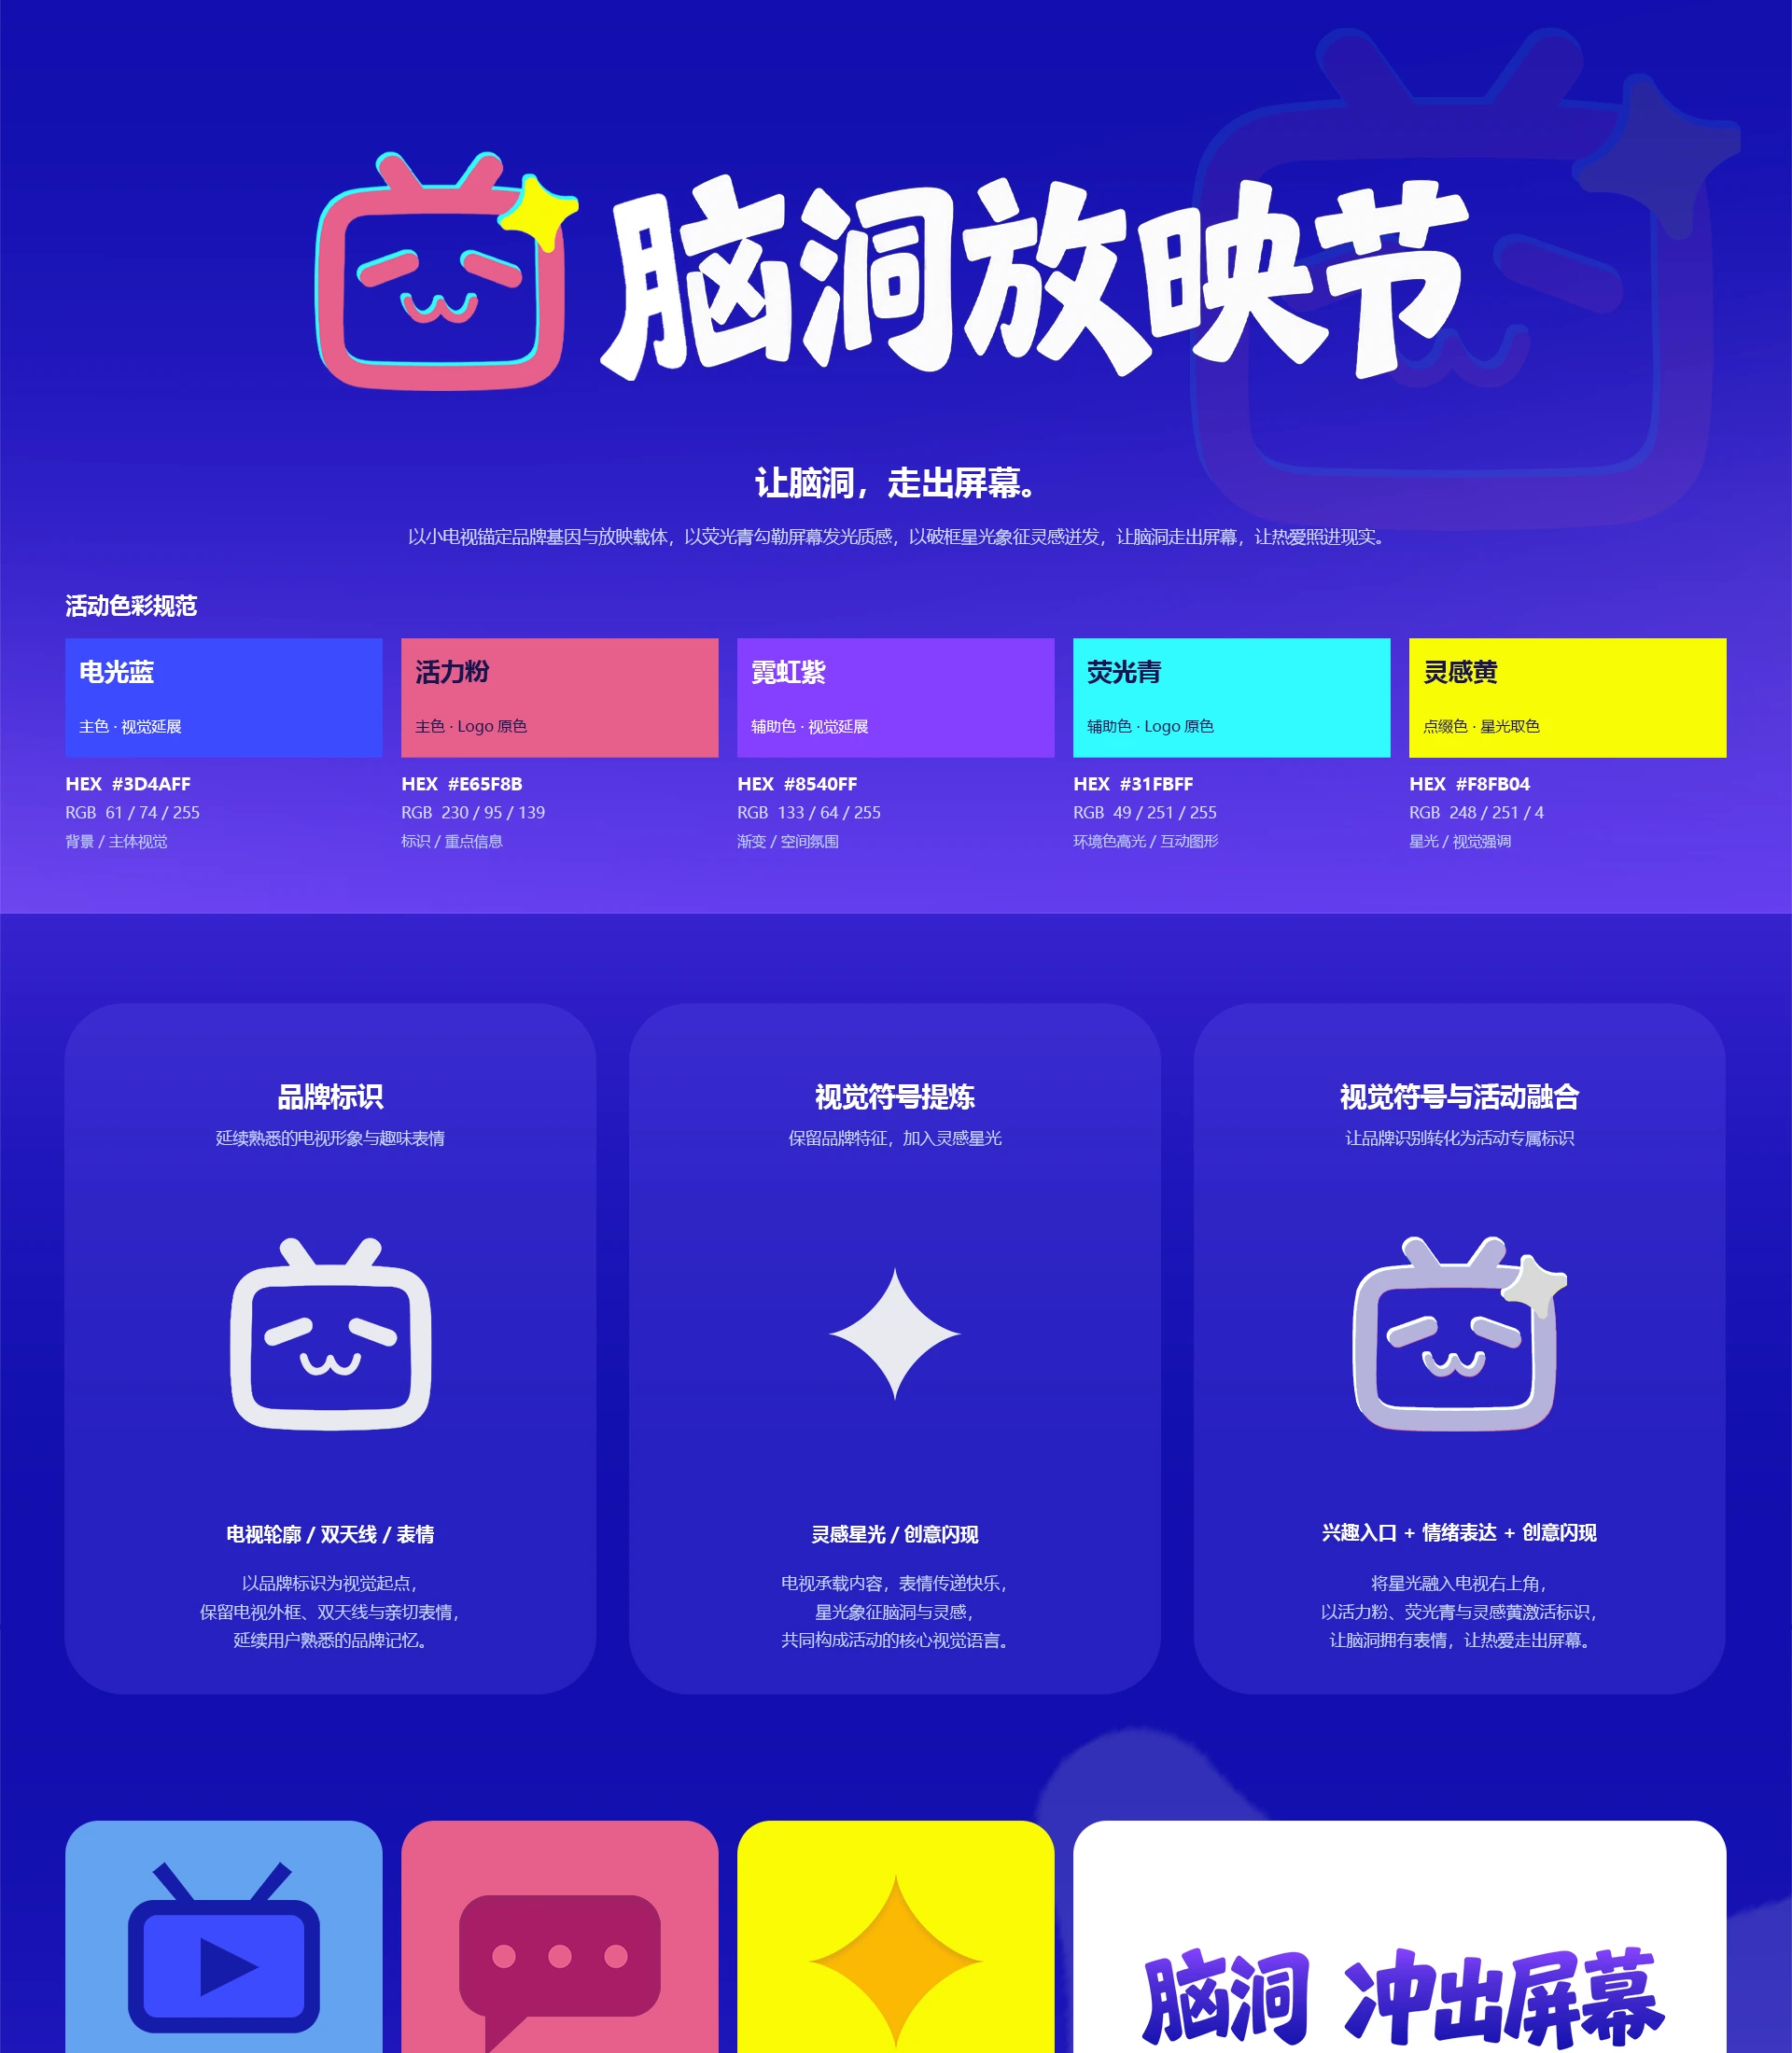 脑洞放映节
让脑洞，走出屏幕。
以小电视锚定品牌基因与放映载体，以荧光青勾勒屏幕发光质感，以破框星光象征灵感迸发，让脑洞走出屏幕，让热爱照进现实。
活动色彩规范
电光蓝
主色 · 视觉延展
HEX #3D4AFF
RGB 61 / 74 / 255
背景 / 主体视觉
活力粉
主色 · Logo 原色
HEX #E65F8B
RGB 230 / 95 / 139
标识 / 重点信息
霓虹紫
辅助色 · 视觉延展
HEX #8540FF
RGB 133 / 64 / 255
渐变 / 空间氛围
荧光青
辅助色 · Logo 原色
HEX #31FBFF
RGB 49 / 251 / 255
环境色高光 / 互动图形
灵感黄
点缀色 · 星光取色
HEX #F8FB04
RGB 248 / 251 / 4
星光 / 视觉强调
品牌标识
延续熟悉的电视形象与趣味表情
电视轮廓 / 双天线 / 表情
以品牌标识为视觉起点，
保留电视外框、双天线与亲切表情，
延续用户熟悉的品牌记忆。
视觉符号提炼
保留品牌特征，加入灵感星光
灵感星光 / 创意闪现
电视承载内容，表情传递快乐，
星光象征脑洞与灵感，
共同构成活动的核心视觉语言。
视觉符号与活动融合
让品牌识别转化为活动专属标识
兴趣入口 + 情绪表达 + 创意闪现
将星光融入电视右上角，
以活力粉、荧光青与灵感黄激活标识，
让脑洞拥有表情，让热爱走出屏幕。
脑洞 冲出屏幕